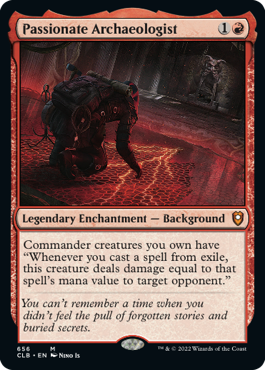 Passionate Archaeologist 1
Legendary Enchantment — Background
Commander creatures you own have
“Whenever you cast a spell from exile,
this creature deals damage equal to that
spell’s mana value to target opponent.”
You can’t remember a time when you
didn’t feel the pull of forgotten stories and
buried secrets.
656 M
CLB • EN Nino Is
™ & © 2022 Wizards of the Coast